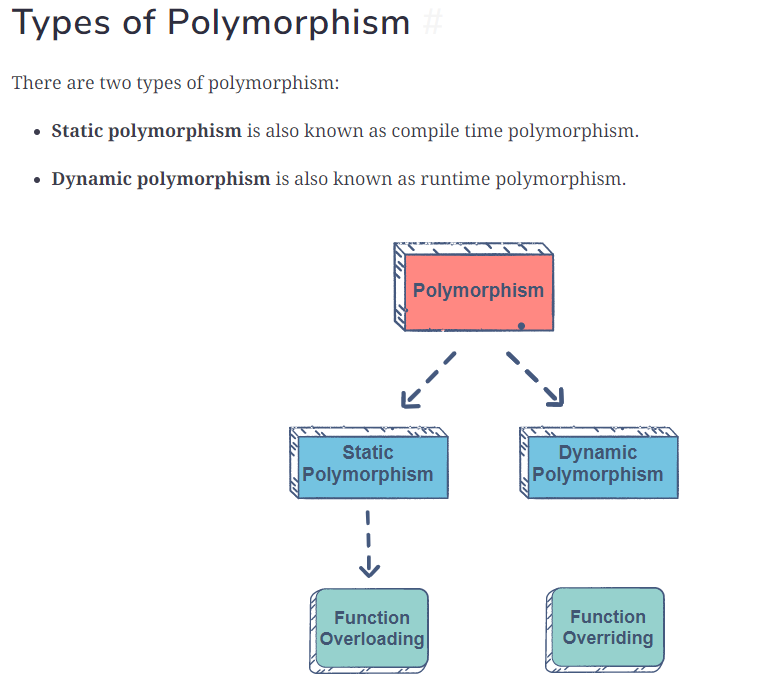 Types of Polymorphism #
There are two types of polymorphism:
• Static polymorphism is also known as compile time polymorphism.
• Dynamic polymorphism is also known as runtime polymorphism.
Polymorphism
Static
Polymorphism
Dynamic
Polymorphism
Function
Overloading
Function
Overriding